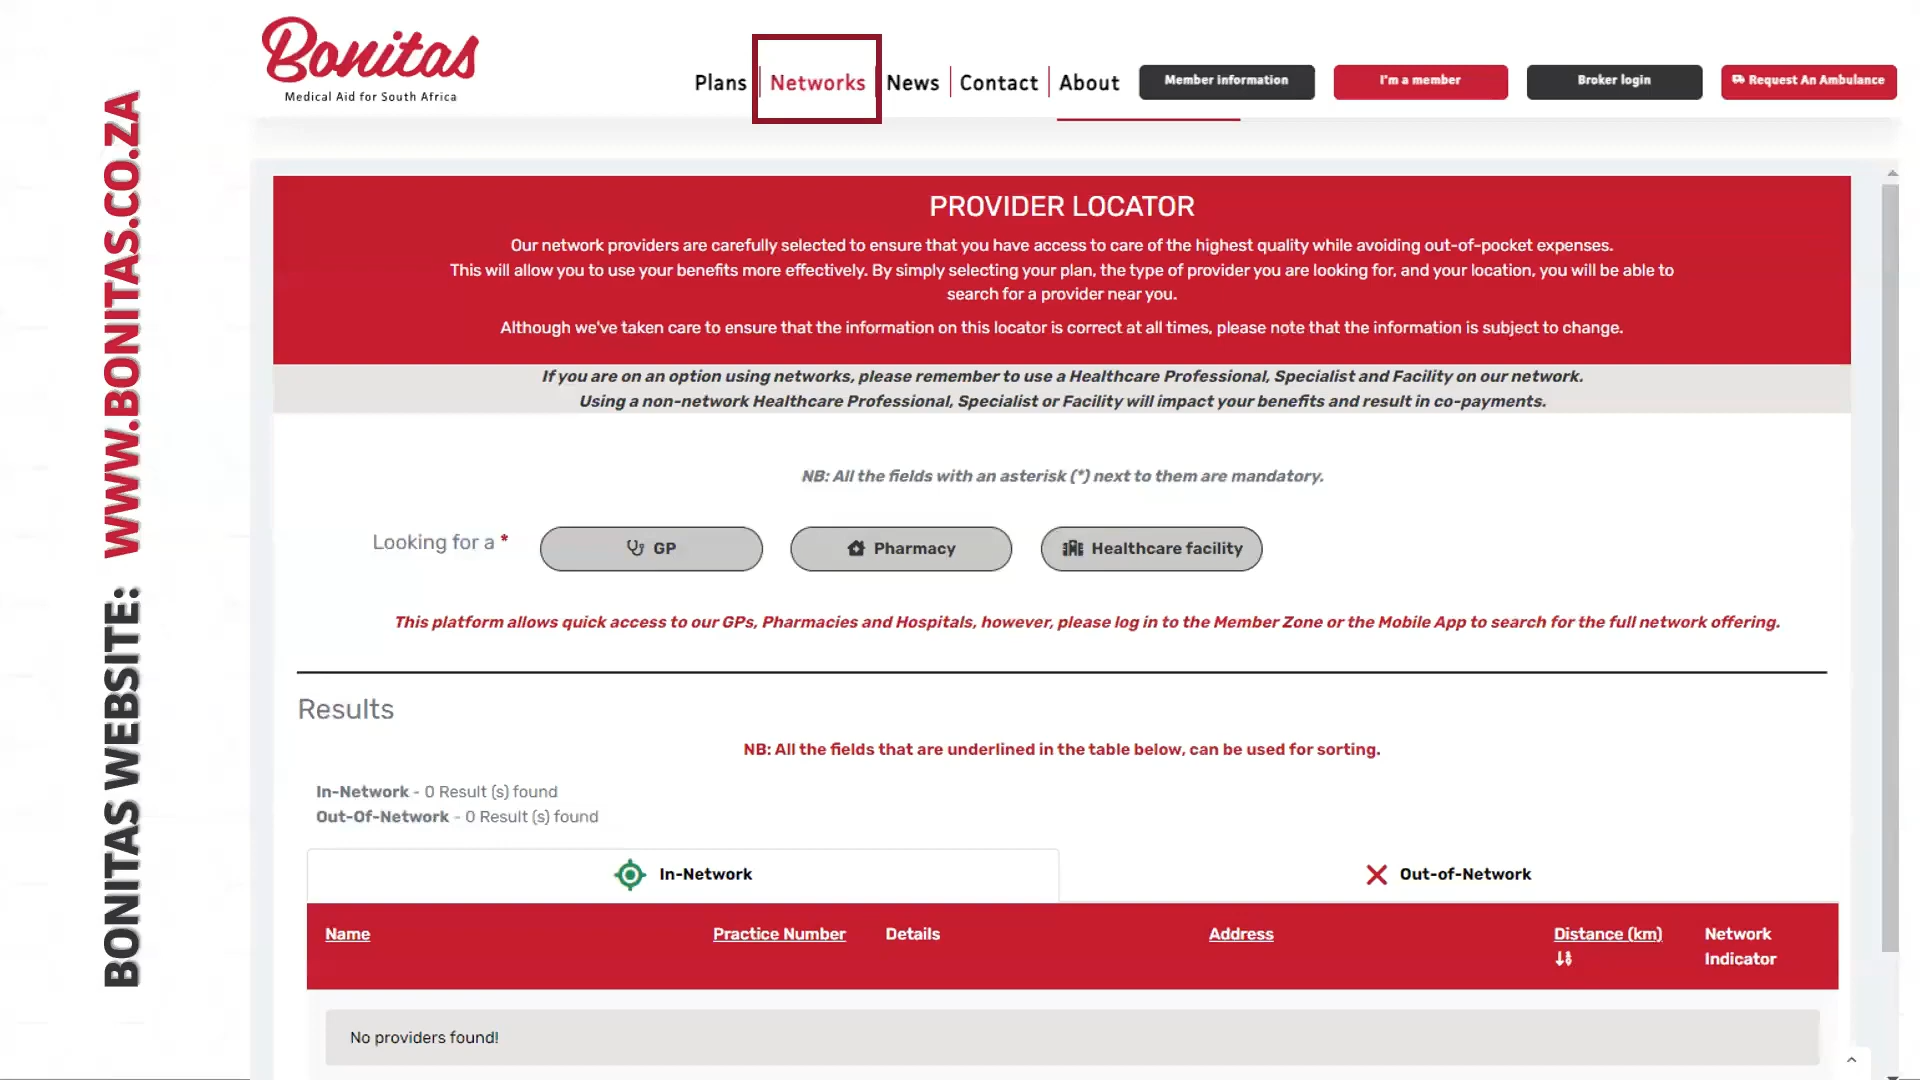 BONITAS WEBSITE: WWW.BONITAS.CO.ZA
Bonitas
Medical Aid for South Africa
Plans
Networks
News
Contact
About
Member information
I'm a member
Broker login
Request An Ambulance
PROVIDER LOCATOR
Our network providers are carefully selected to ensure that you have access to care of the highest quality while avoiding out-of-pocket expenses.
This will allow you to use your benefits more effectively. By simply selecting your plan, the type of provider you are looking for, and your location, you will be able to
search for a provider near you.
Although we've taken care to ensure that the information on this locator is correct at all times, please note that the information is subject to change.
If you are on an option using networks, please remember to use a Healthcare Professional, Specialist and Facility on our network.
Using a non-network Healthcare Professional, Specialist or Facility will impact your benefits and result in co-payments.
NB: All the fields with an asterisk (*) next to them are mandatory.
Looking for a *
GP
Pharmacy
Healthcare facility
This platform allows quick access to our GPs, Pharmacies and Hospitals, however, please log in to the Member Zone or the Mobile App to search for the full network offering.
Results
NB: All the fields that are underlined in the table below, can be used for sorting.
In-Network - 0 Result (s) found
Out-Of-Network - 0 Result (s) found
In-Network
Out-of-Network
Name
Practice Number
Details
Address
Distance (km)
Network
Indicator
No providers found!